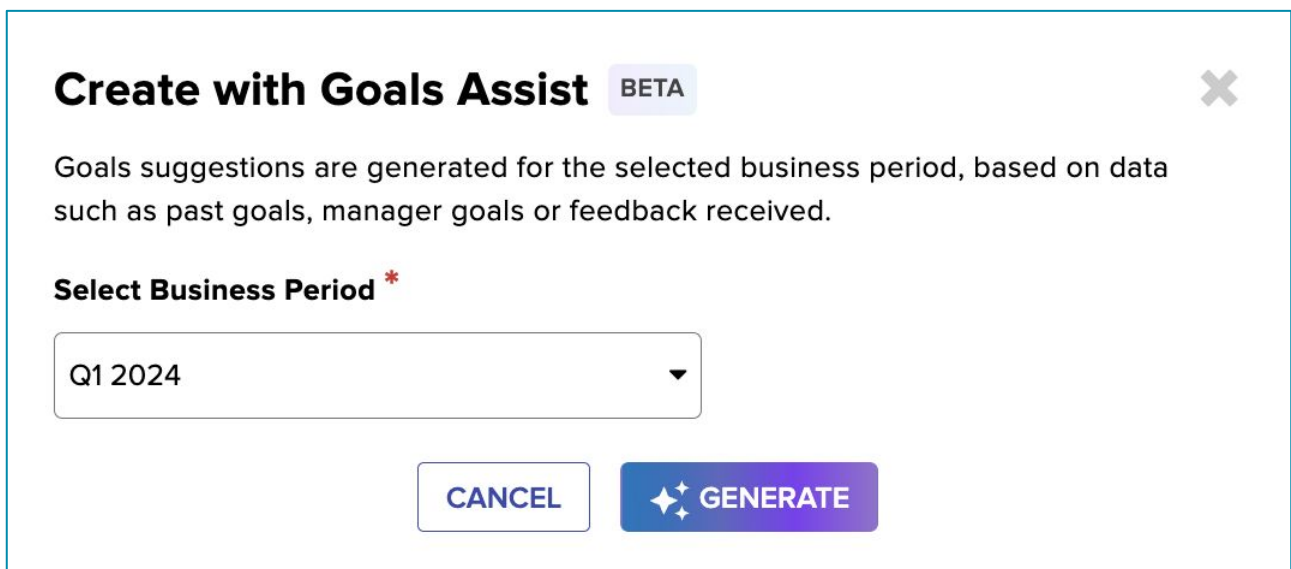 Create with Goals Assist BETA
Goals suggestions are generated for the selected business period, based on data
such as past goals, manager goals or feedback received.
Select Business Period *
Q1 2024
CANCEL GENERATE